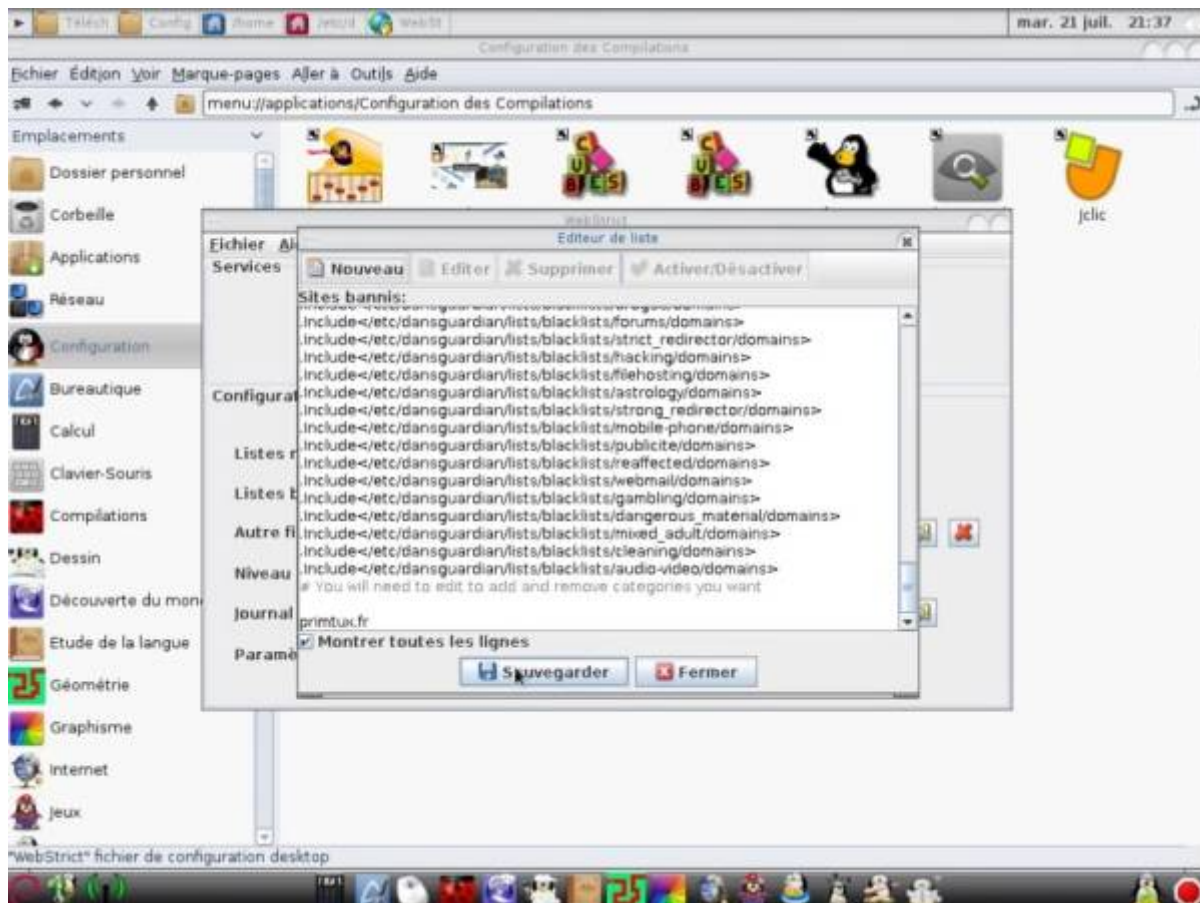 Téléch Config /home /etc/d WebSt mar. 21 juil. 21:37
Configuration des Compilations
Fichier Édition Voir Marque-pages Aller à Outils Aide
menu://applications/Configuration des Compilations
Emplacements
Dossier personnel
Corbeille
Applications
Réseau
Configuration
Bureautique
Calcul
Clavier-Souris
Compilations
Dessin
Découverte du mon
Etude de la langue
Géométrie
Graphisme
Internet
Jeux
CUBES
CUBES
Jclic
WebStrict
Fichier Ai
Services
Configurat
Listes r
Listes b
Autre fi
Niveau
Journal
Paramè
Editeur de liste
Nouveau Editer Supprimer Activer/Désactiver
Sites bannis:
.Include</etc/dansguardian/lists/blacklists/drogue/domains>
.Include</etc/dansguardian/lists/blacklists/forums/domains>
.Include</etc/dansguardian/lists/blacklists/strict_redirector/domains>
.Include</etc/dansguardian/lists/blacklists/hacking/domains>
.Include</etc/dansguardian/lists/blacklists/filehosting/domains>
.Include</etc/dansguardian/lists/blacklists/astrology/domains>
.Include</etc/dansguardian/lists/blacklists/strong_redirector/domains>
.Include</etc/dansguardian/lists/blacklists/mobile-phone/domains>
.Include</etc/dansguardian/lists/blacklists/publicite/domains>
.Include</etc/dansguardian/lists/blacklists/reaffected/domains>
.Include</etc/dansguardian/lists/blacklists/webmail/domains>
.Include</etc/dansguardian/lists/blacklists/gambling/domains>
.Include</etc/dansguardian/lists/blacklists/dangerous_material/domains>
.Include</etc/dansguardian/lists/blacklists/mixed_adult/domains>
.Include</etc/dansguardian/lists/blacklists/cleaning/domains>
.Include</etc/dansguardian/lists/blacklists/audio-video/domains>
# You will need to edit to add and remove categories you want
primtux.fr
Montrer toutes les lignes
Sauvegarder Fermer
"WebStrict" fichier de configuration desktop